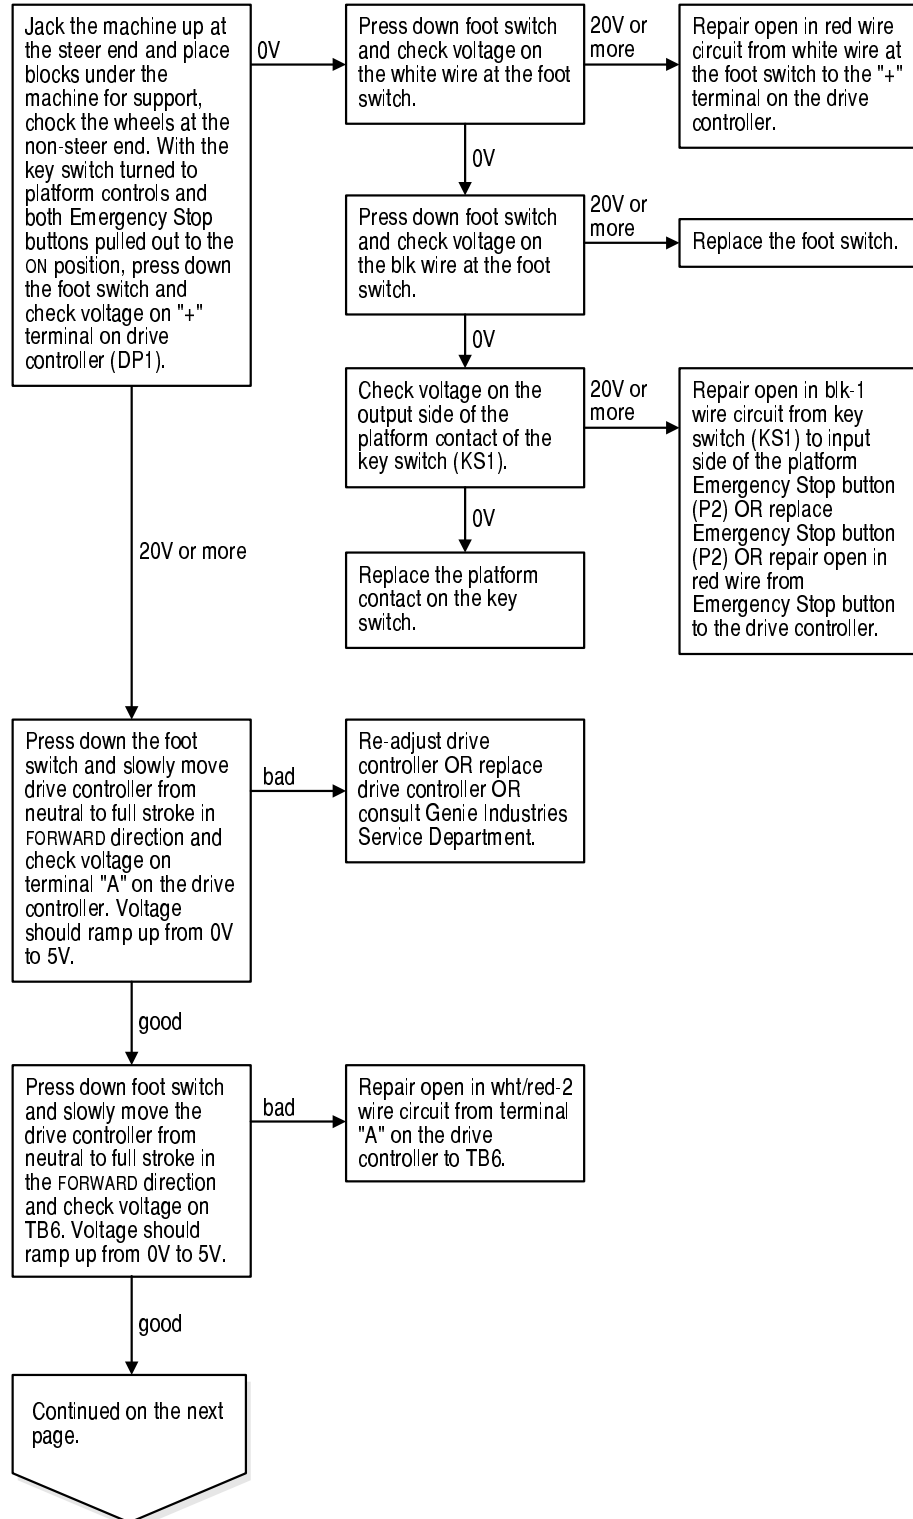 Jack the machine up at
the steer end and place
blocks under the
machine for support,
chock the wheels at the
non-steer end. With the
key switch turned to
platform controls and
both Emergency Stop
buttons pulled out to the
ON position, press down
the foot switch and
check voltage on "+"
terminal on drive
controller (DP1).
0V
Press down foot switch
and check voltage on
the white wire at the foot
switch.
20V or
more
Repair open in red wire
circuit from white wire at
the foot switch to the "+"
terminal on the drive
controller.
0V
Press down foot switch
and check voltage on
the blk wire at the foot
switch.
20V or
more
Replace the foot switch.
0V
Check voltage on the
output side of the
platform contact of the
key switch (KS1).
20V or
more
Repair open in blk-1
wire circuit from key
switch (KS1) to input
side of the platform
Emergency Stop button
(P2) OR replace
Emergency Stop button
(P2) OR repair open in
red wire from
Emergency Stop button
to the drive controller.
0V
Replace the platform
contact on the key
switch.
20V or more
Press down the foot
switch and slowly move
drive controller from
neutral to full stroke in
FORWARD direction and
check voltage on
terminal "A" on the drive
controller. Voltage
should ramp up from 0V
to 5V.
bad
Re-adjust drive
controller OR replace
drive controller OR
consult Genie Industries
Service Department.
good
Press down foot switch
and slowly move the
drive controller from
neutral to full stroke in
the FORWARD direction
and check voltage on
TB6. Voltage should
ramp up from 0V to 5V.
bad
Repair open in wht/red-2
wire circuit from terminal
"A" on the drive
controller to TB6.
good
Continued on the next
page.